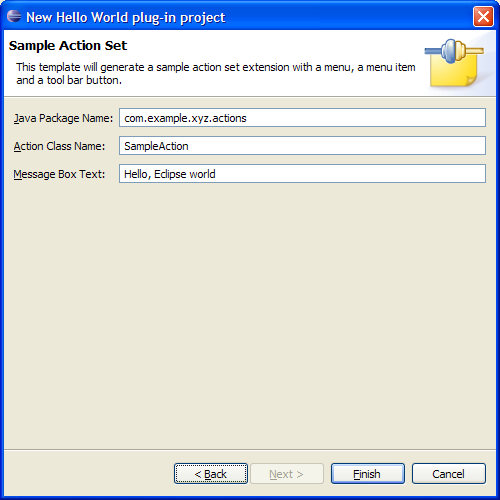 New Hello World plug-in project
Sample Action Set
This template will generate a sample action set extension with a menu, a menu item
and a tool bar button.
Java Package Name: com.example.xyz.actions
Action Class Name: SampleAction
Message Box Text: Hello, Eclipse world
< Back Next > Finish Cancel